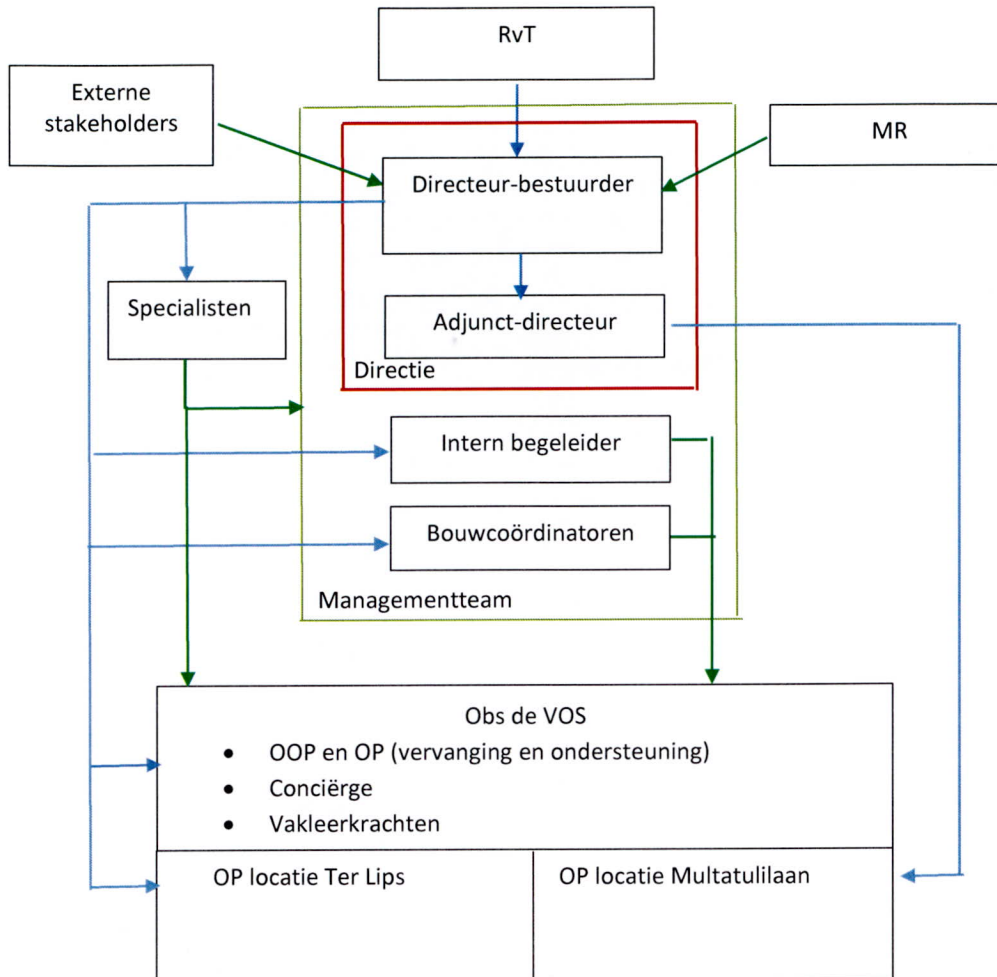 RvT
Externe
stakeholders
MR
Directeur-bestuurder
Specialisten
Adjunct-directeur
Directie
Intern begeleider
Bouwcoördinatoren
Managementteam
Obs de VOS
• OOP en OP (vervanging en ondersteuning)
• Conciërge
• Vakleerkrachten
OP locatie Ter Lips
OP locatie Multatulilaan